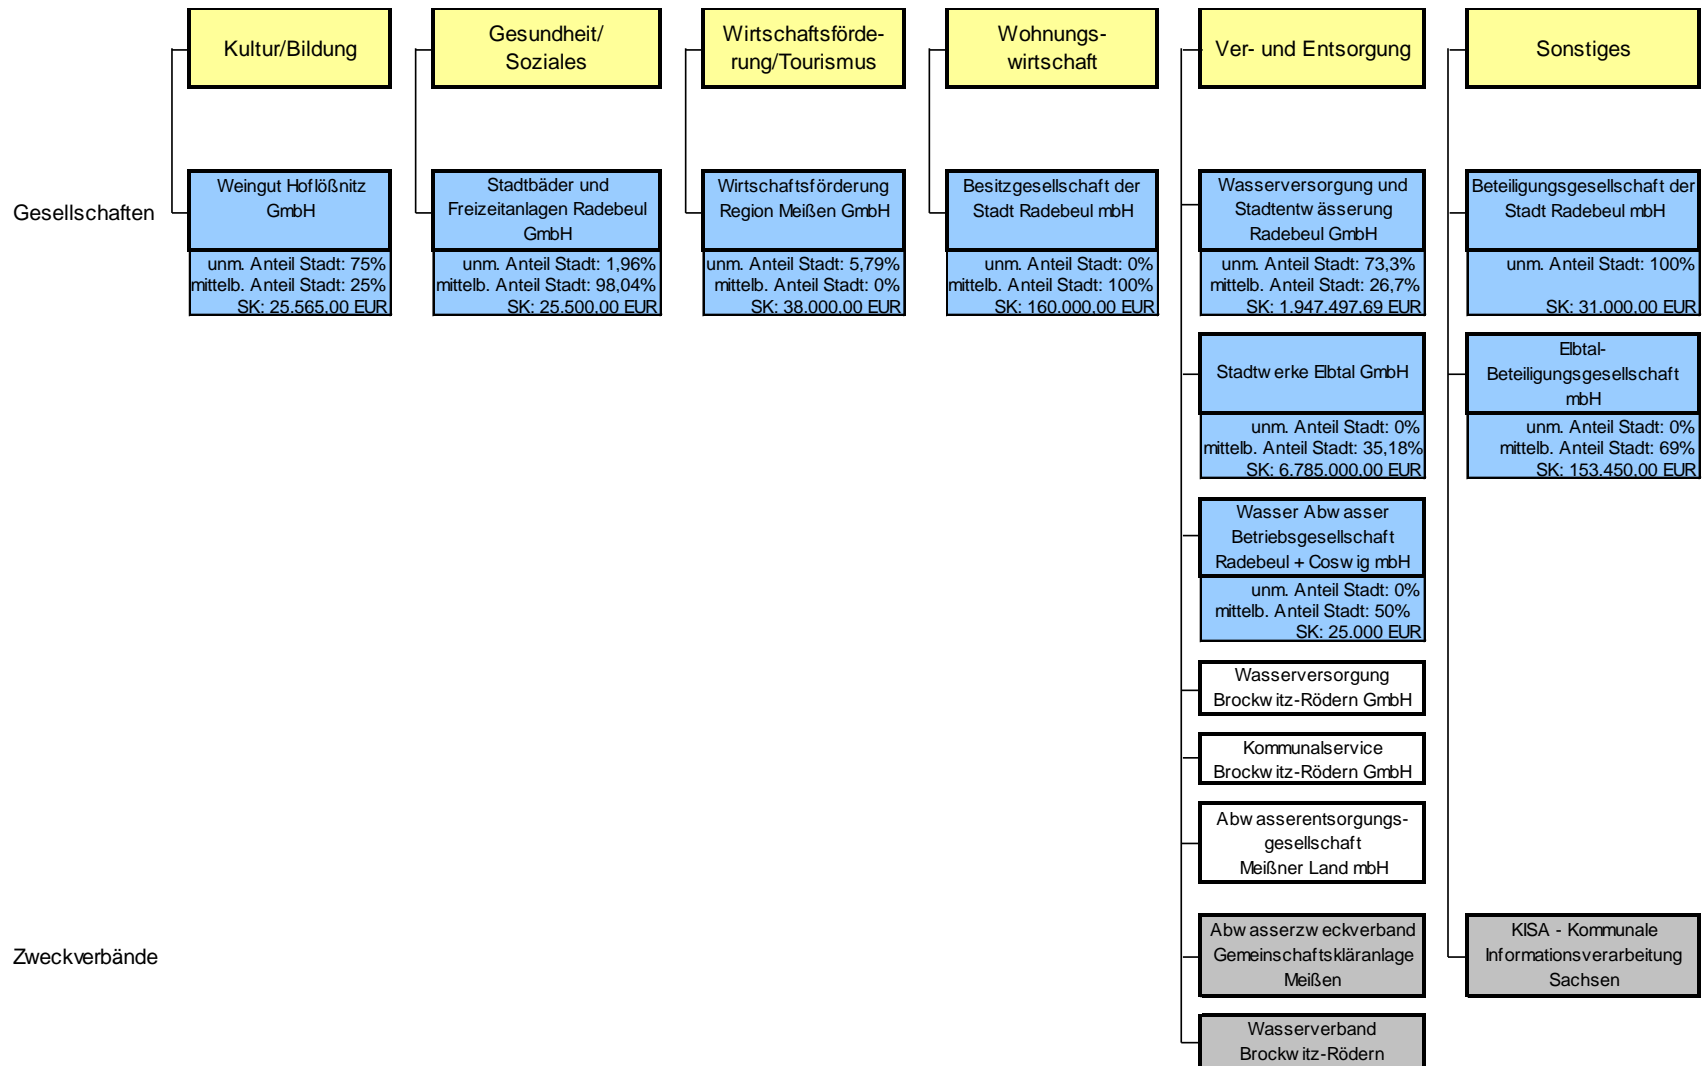 Kultur/Bildung
Gesundheit/
Soziales
Wirtschaftsförde-
rung/Tourismus
Wohnungs-
wirtschaft
Ver- und Entsorgung
Sonstiges
Gesellschaften
Weingut Hoflößnitz
GmbH
unm. Anteil Stadt: 75%
mittelb. Anteil Stadt: 25%
SK: 25.565,00 EUR
Stadtbäder und
Freizeitanlagen Radebeul
GmbH
unm. Anteil Stadt: 1,96%
mittelb. Anteil Stadt: 98,04%
SK: 25.500,00 EUR
Wirtschaftsförderung
Region Meißen GmbH
unm. Anteil Stadt: 5,79%
mittelb. Anteil Stadt: 0%
SK: 38.000,00 EUR
Besitzgesellschaft der
Stadt Radebeul mbH
unm. Anteil Stadt: 0%
mittelb. Anteil Stadt: 100%
SK: 160.000,00 EUR
Wasserversorgung und
Stadtentwässerung
Radebeul GmbH
unm. Anteil Stadt: 73,3%
mittelb. Anteil Stadt: 26,7%
SK: 1.947.497,69 EUR
Beteiligungsgesellschaft der
Stadt Radebeul mbH
unm. Anteil Stadt: 100%
SK: 31.000,00 EUR
Stadtwerke Elbtal GmbH
unm. Anteil Stadt: 0%
mittelb. Anteil Stadt: 35,18%
SK: 6.785.000,00 EUR
Elbtal-
Beteiligungsgesellschaft
mbH
unm. Anteil Stadt: 0%
mittelb. Anteil Stadt: 69%
SK: 153.450,00 EUR
Wasser Abwasser
Betriebsgesellschaft
Radebeul + Coswig mbH
unm. Anteil Stadt: 0%
mittelb. Anteil Stadt: 50%
SK: 25.000 EUR
Wasserversorgung
Brockwitz-Rödern GmbH
Kommunalservice
Brockwitz-Rödern GmbH
Abwasserentsorgungs-
gesellschaft
Meißner Land mbH
Zweckverbände
Abwasserzweckverband
Gemeinschaftskläranlage
Meißen
KISA - Kommunale
Informationsverarbeitung
Sachsen
Wasserverband
Brockwitz-Rödern